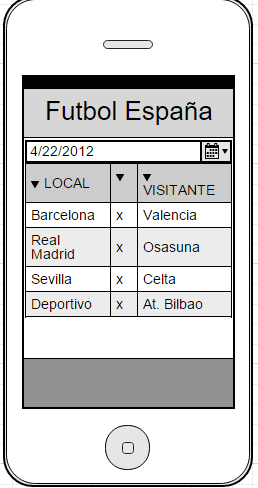 Futbol España
4/22/2012
LOCAL
VISITANTE
Barcelona x Valencia
Real
Madrid x Osasuna
Sevilla x Celta
Deportivo x At. Bilbao